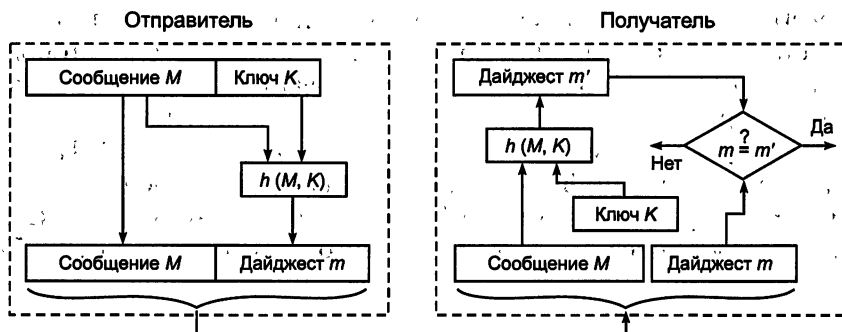 Отправитель
Сообщение M
Ключ K
h (M, K)
Сообщение M
Дайджест m
Получатель
Дайджест m'
h (M, K)
Ключ K
?
m = m'
Нет
Да
Сообщение M
Дайджест m